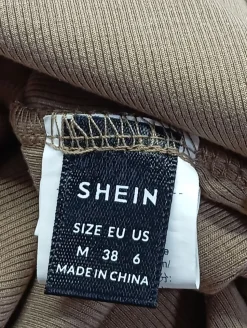 SHEIN
SIZE EU US
M 38 6
MADE IN CHINA